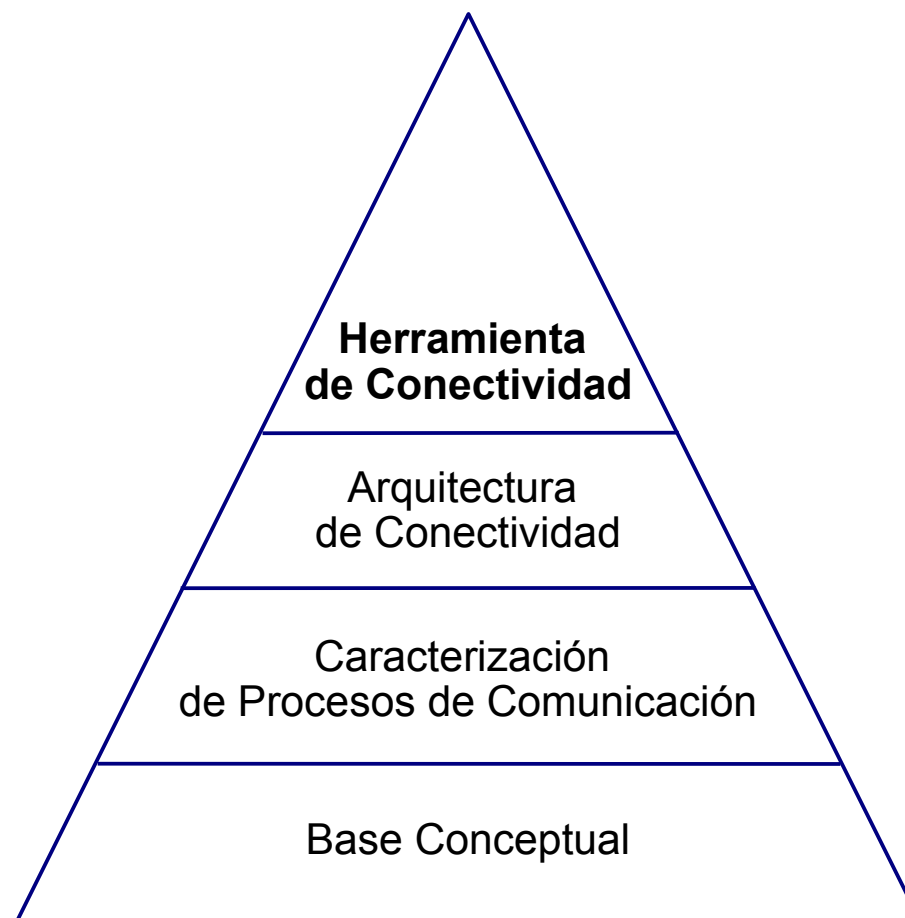 Herramienta
de Conectividad
Arquitectura
de Conectividad
Caracterización
de Procesos de Comunicación
Base Conceptual